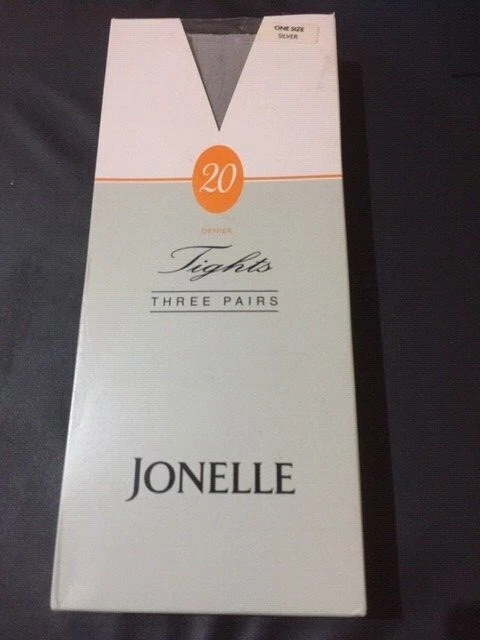 ONE SIZE
SILVER
20
DENIER
Tights
THREE PAIRS
JONELLE